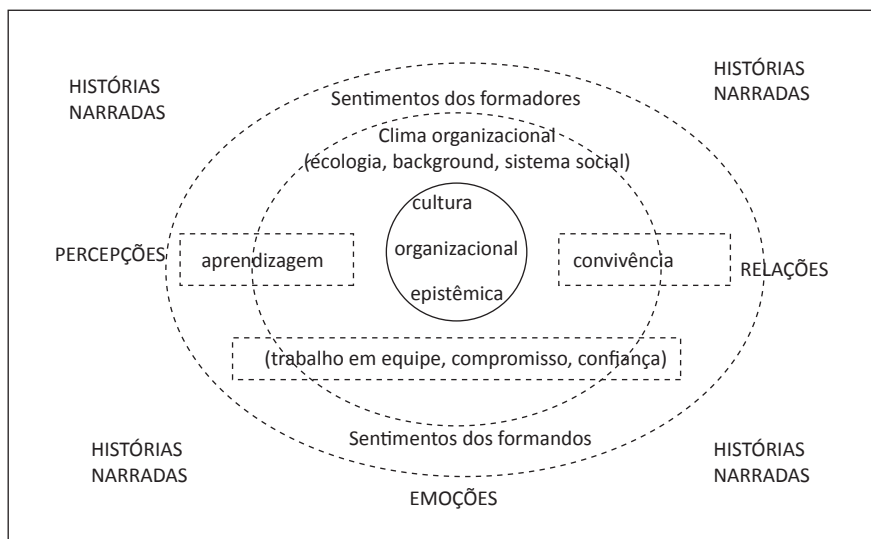 HISTÓRIAS
NARRADAS
HISTÓRIAS
NARRADAS
Sentimentos dos formadores
Clima organizacional
(ecologia, background, sistema social)
cultura
organizacional
epistêmica
PERCEPÇÕES
aprendizagem
convivência
RELAÇÕES
(trabalho em equipe, compromisso, confiança)
Sentimentos dos formandos
HISTÓRIAS
NARRADAS
HISTÓRIAS
NARRADAS
EMOÇÕES